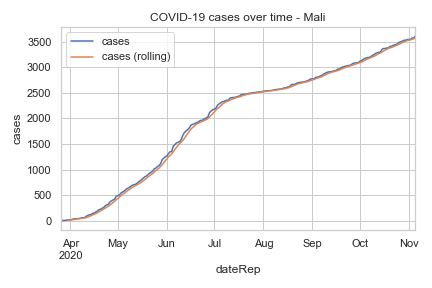 COVID-19 cases over time - Mali
cases
cases (rolling)
3500
3000
2500
2000
1500
1000
500
0
cases
Apr May Jun Jul Aug Sep Oct Nov
2020
dateRep